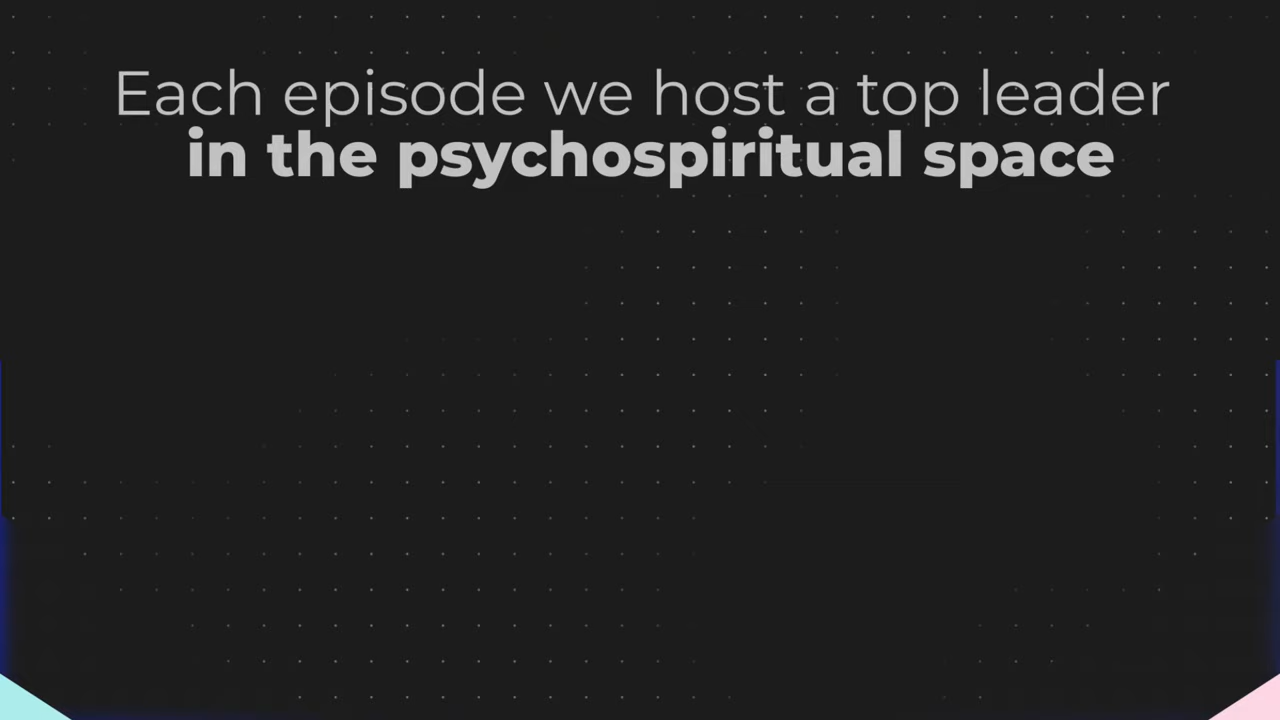 Each episode we host a top leader
in the psychospiritual space